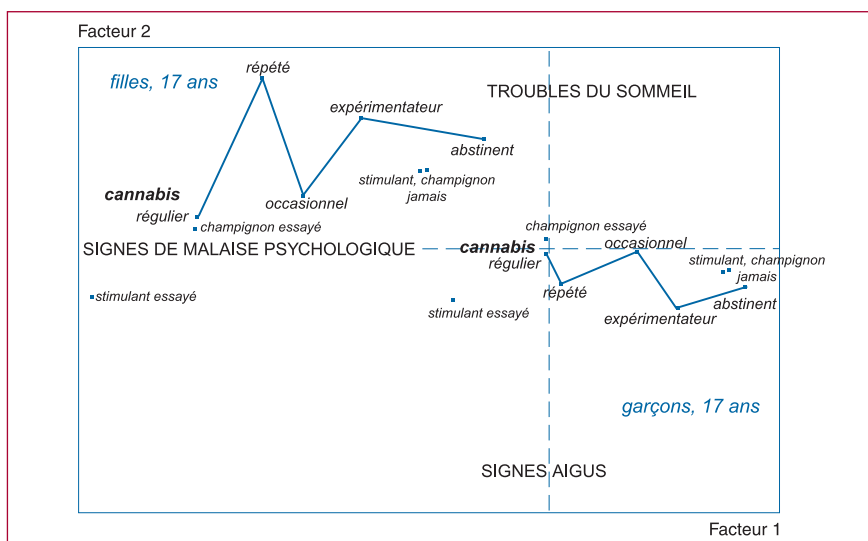 Facteur 2
répété
filles, 17 ans
TROUBLES DU SOMMEIL
expérimentateur
abstinent
stimulant, champignon
jamais
cannabis
régulier
occasionnel
champignon essayé
SIGNES DE MALAISE PSYCHOLOGIQUE
stimulant essayé
champignon essayé
cannabis
régulier
occasionnel
stimulant, champignon
jamais
répété
abstinent
expérimentateur
stimulant essayé
garçons, 17 ans
SIGNES AIGUS
Facteur 1